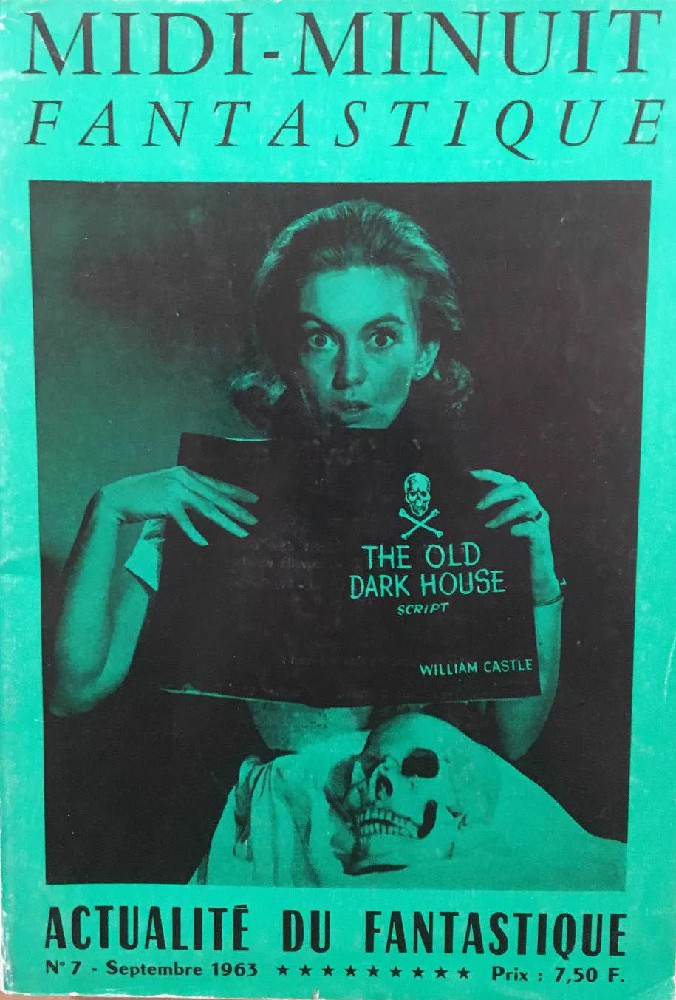 MIDI-MINUIT
FANTASTIQUE
THE OLD
DARK HOUSE
SCRIPT
WILLIAM CASTLE
ACTUALITÉ DU FANTASTIQUE
N° 7 - Septembre 1963 ★ ★ ★ ★ ★ ★ ★ ★ ★ Prix : 7,50 F.